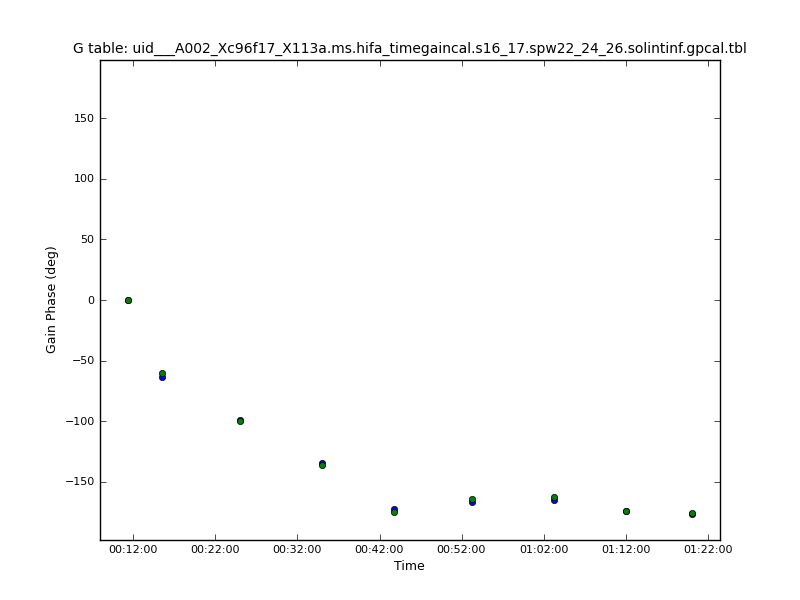 G table: uid___A002_Xc96f17_X113a.ms.hifa_timegaincal.s16_17.spw22_24_26.solintinf.gpcal.tbl
150
100
50
0
−50
−100
−150
Gain Phase (deg)
00:12:00 00:22:00 00:32:00 00:42:00 00:52:00 01:02:00 01:12:00 01:22:00
Time